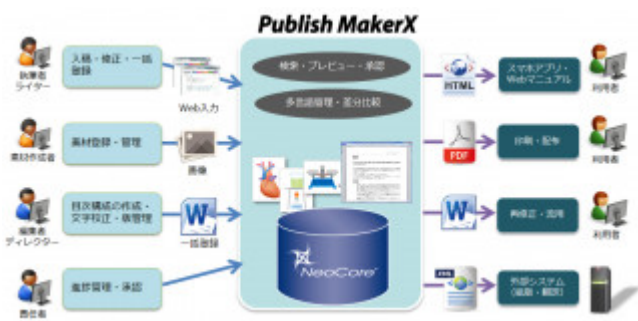 Publish MakerX
執筆者
ライター
入稿・修正・一括
登録
Web入力
検索・プレビュー・承認
多言語管理・差分比較
HTML
スマホアプリ・
Webマニュアル
利用者
素材作成者
素材登録・管理
画像
PDF
印刷・配布
利用者
編集者
ディレクター
目次構成の作成・
文字校正・版管理
W
一括登録
NeoCore
W
再修正・流用
利用者
責任者
進捗管理・承認
XML
外部システム
(組版・翻訳)